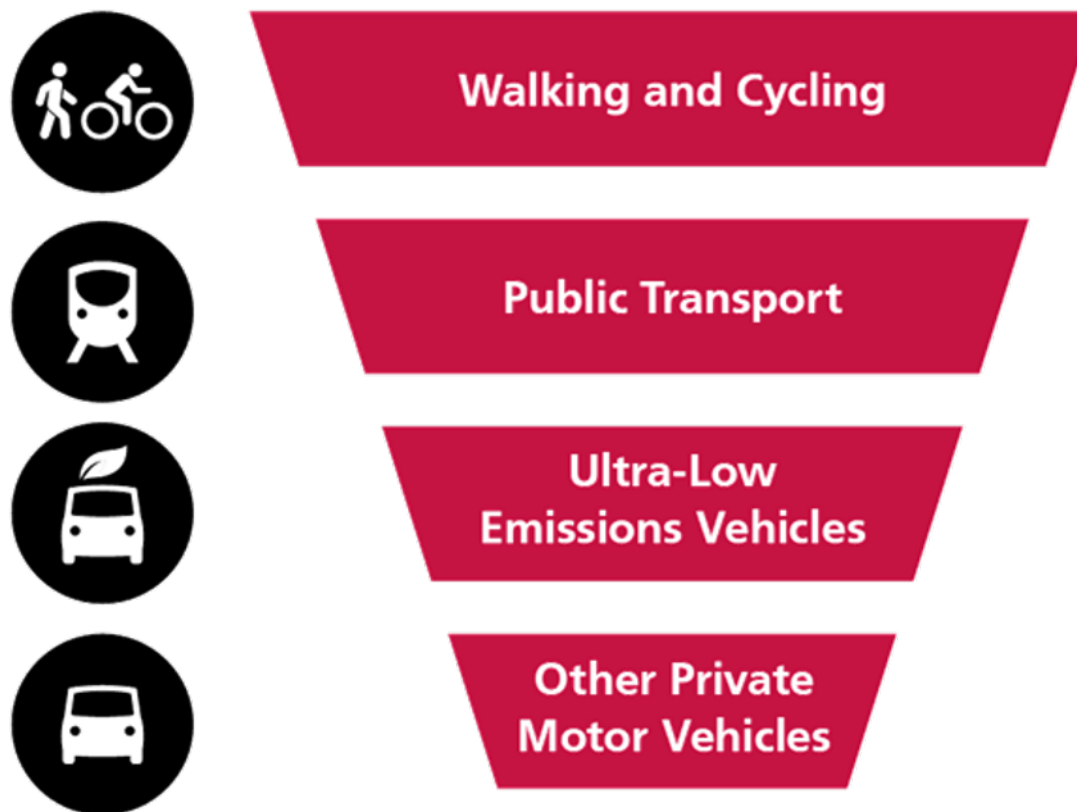 Walking and Cycling
Public Transport
Ultra-Low
Emissions Vehicles
Other Private
Motor Vehicles